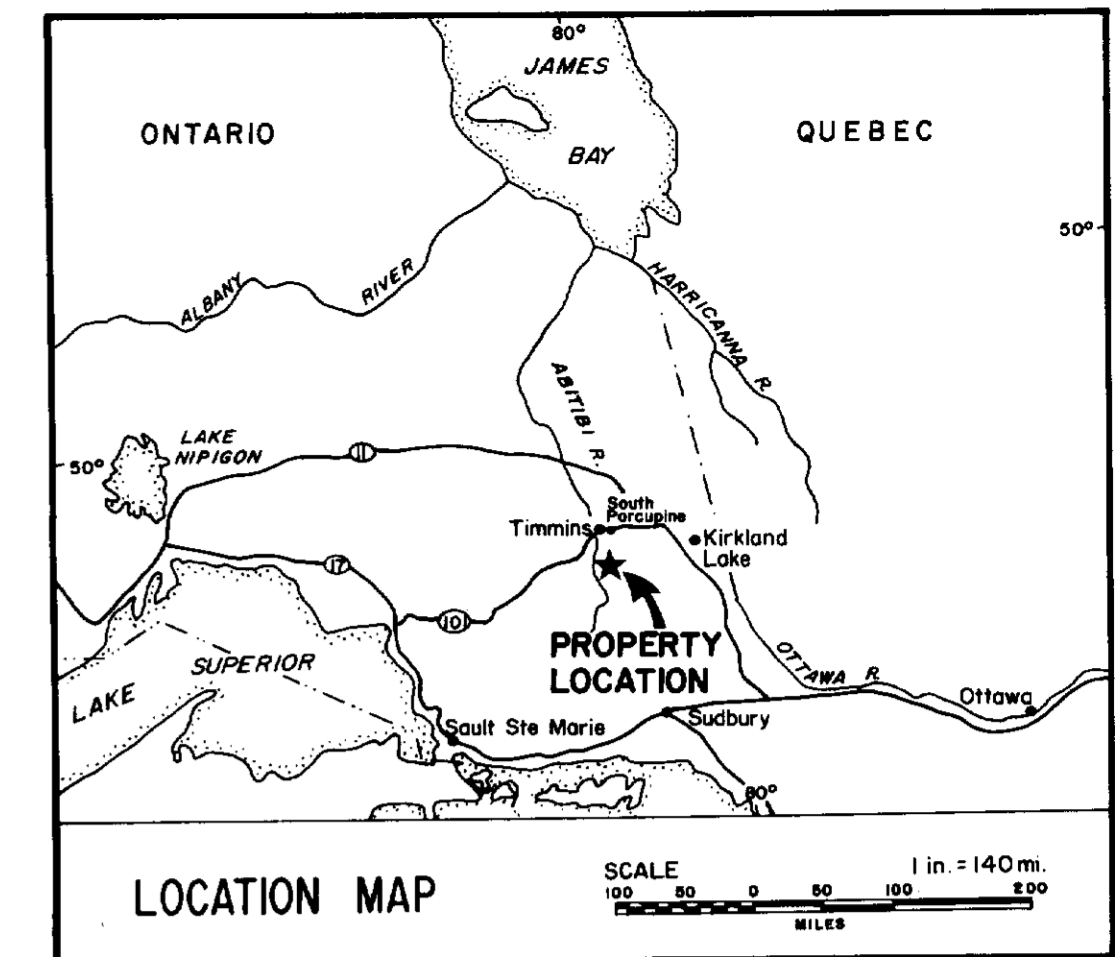 80°
JAMES
ONTARIO
QUEBEC
BAY
50°
ALBANY
RIVER
HARRICANNA R.
ABITIBI R.
LAKE
NIPIGON
11
50°
South
Porcupine
Timmins
Kirkland
Lake
17
101
PROPERTY
LOCATION
SUPERIOR
LAKE
OTTAWA R.
Ottawa
Sault Ste Marie
Sudbury
80°
LOCATION MAP
SCALE
1 in. = 140 mi.
100 50 0 50 100 200
MILES